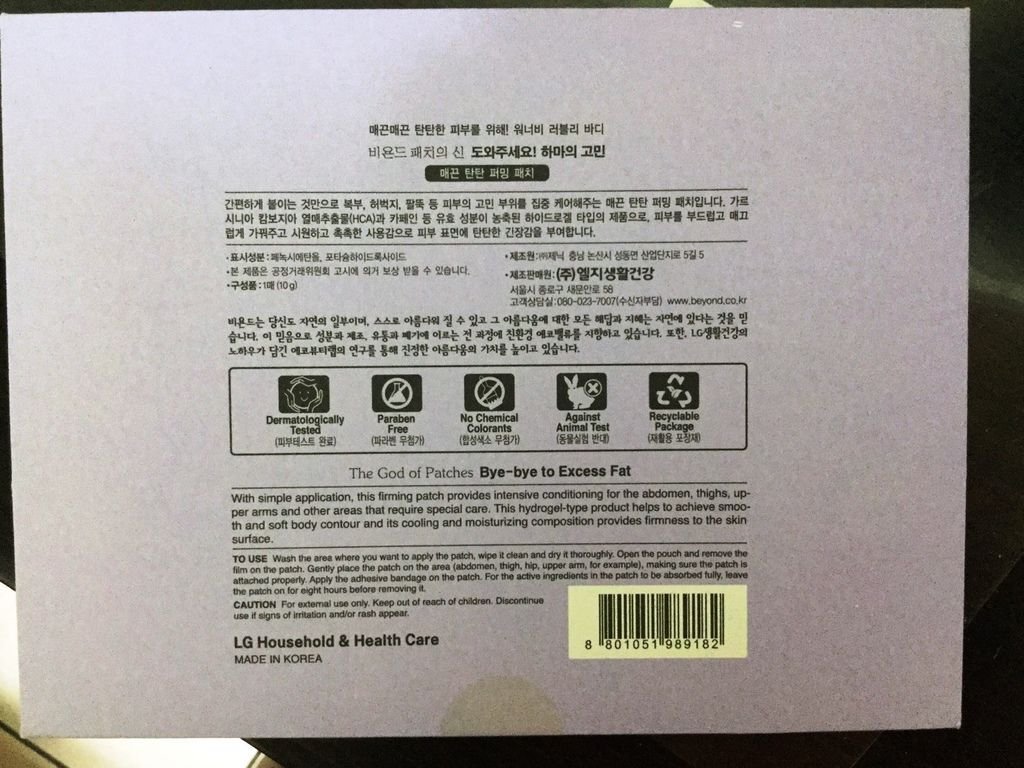 매끈매끈 탄탄한 피부를 위해! 워너비 러블리 바디
비욘드 패치의 신 도와주세요! 하마의 고민
매끈 탄탄 퍼밍 패치
간편하게 붙이는 것만으로 복부, 허벅지, 팔뚝 등 피부의 고민 부위를 집중 케어해주는 매끈 탄탄 퍼밍 패치입니다. 가르
시니아 캄보지아 열매추출물(HCA)과 카페인 등 유효 성분이 농축된 하이드로겔 타입의 제품으로, 피부를 부드럽고 매끄
럽게 가꿔주고 시원하고 촉촉한 사용감으로 피부 표면에 탄탄한 긴장감을 부여합니다.
• 표시성분 : 페녹시에탄올, 포타슘하이드록사이드
• 본 제품은 공정거래위원회 고시에 의거 보상 받을 수 있습니다.
• 구성품 : 1매 (10g)
• 제조원 : ㈜제닉 충남 논산시 성동면 산업단지로 5길 5
• 제조판매원 : (주)엘지생활건강
서울시 종로구 새문안로 58
고객상담실 : 080-023-7007(수신자부담) www.beyond.co.kr
비욘드는 당신도 자연의 일부이며, 스스로 아름다워 질 수 있고 그 아름다움에 대한 모든 해답과 지혜는 자연에 있다는 것을 믿
습니다. 이 믿음으로 성분과 제조, 유통과 폐기에 이르는 전 과정에 친환경 에코밸류를 지향하고 있습니다. 또한, LG생활건강의
노하우가 담긴 에코뷰티랩의 연구를 통해 진정한 아름다움의 가치를 높이고 있습니다.
Dermatologically
Tested
(피부테스트 완료)
Paraben
Free
(파라벤 무첨가)
No Chemical
Colorants
(합성색소 무첨가)
Against
Animal Test
(동물실험 반대)
Recyclable
Package
(재활용 포장재)
The God of Patches Bye-bye to Excess Fat
With simple application, this firming patch provides intensive conditioning for the abdomen, thighs, up-
per arms and other areas that require special care. This hydrogel-type product helps to achieve smoo-
th and soft body contour and its cooling and moisturizing composition provides firmness to the skin
surface.
TO USE Wash the area where you want to apply the patch, wipe it clean and dry it thoroughly. Open the pouch and remove the
film on the patch. Gently place the patch on the area (abdomen, thigh, hip, upper arm, for example), making sure the patch is
attached properly. Apply the adhesive bandage on the patch. For the active ingredients in the patch to be absorbed fully, leave
the patch on for eight hours before removing it.
CAUTION For external use only. Keep out of reach of children. Discontinue
use if signs of irritation and/or rash appear.
LG Household & Health Care
MADE IN KOREA
8 801051 989182